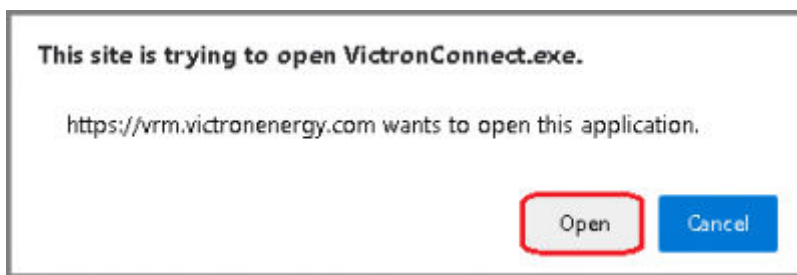 This site is trying to open VictronConnect.exe.
https://vrm.victronenergy.com wants to open this application.
Open
Cancel